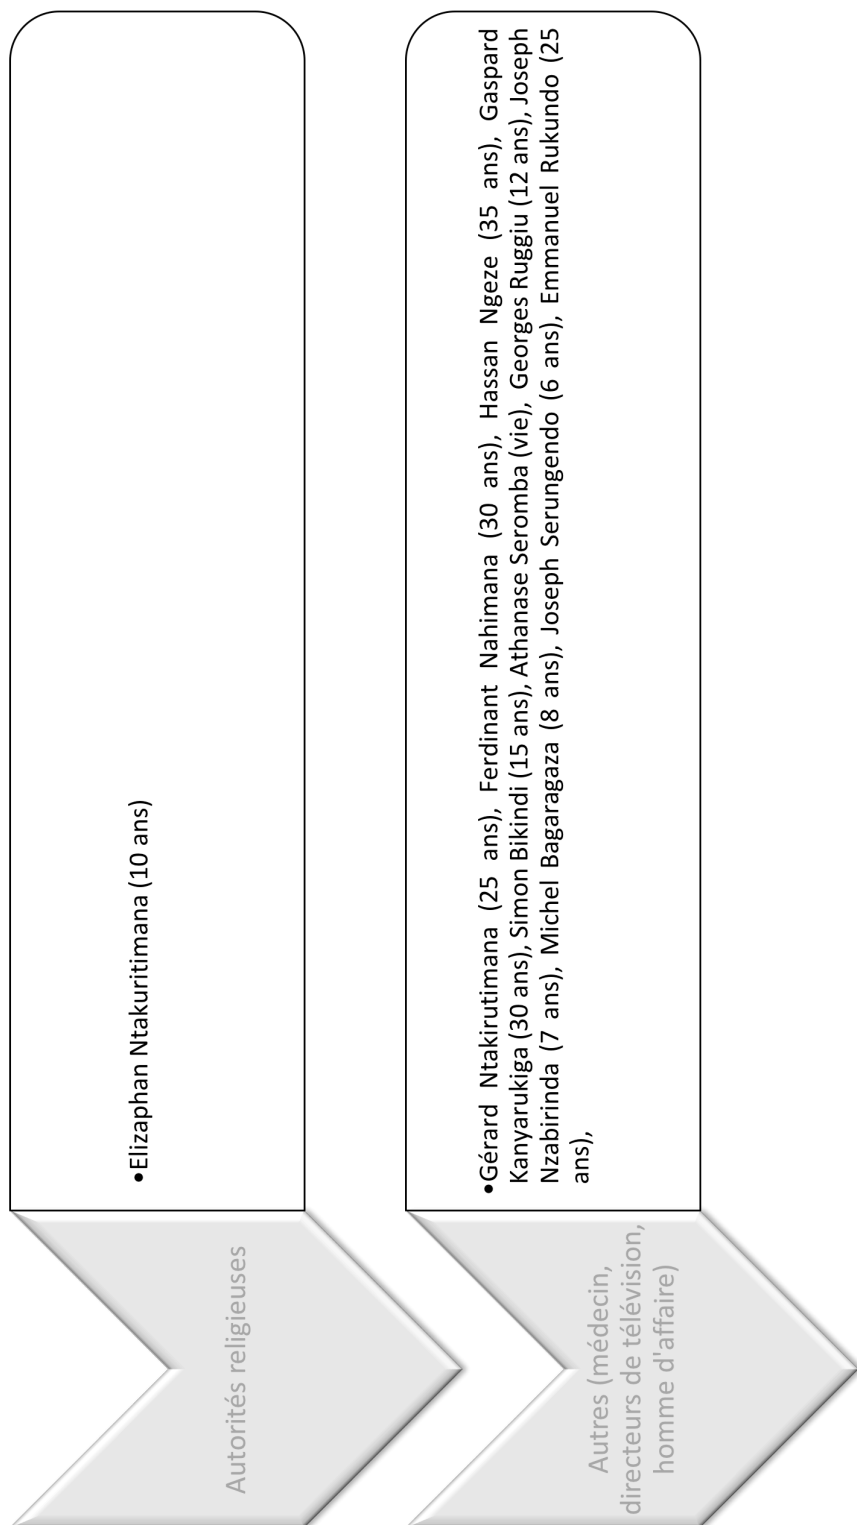 Autorités religieuses
•Elizaphan Ntakuritimana (10 ans)
Autres (médecin,
directeurs de télévision,
homme d'affaire)
•Gérard Ntakirutimana (25 ans), Ferdinant Nahimana (30 ans), Hassan Ngeze (35 ans), Gaspard
Kanyarukiga (30 ans), Simon Bikindi (15 ans), Athanase Seromba (vie), Georges Ruggiu (12 ans), Joseph
Nzabirinda (7 ans), Michel Bagaragaza (8 ans), Joseph Serungendo (6 ans), Emmanuel Rukundo (25
ans),